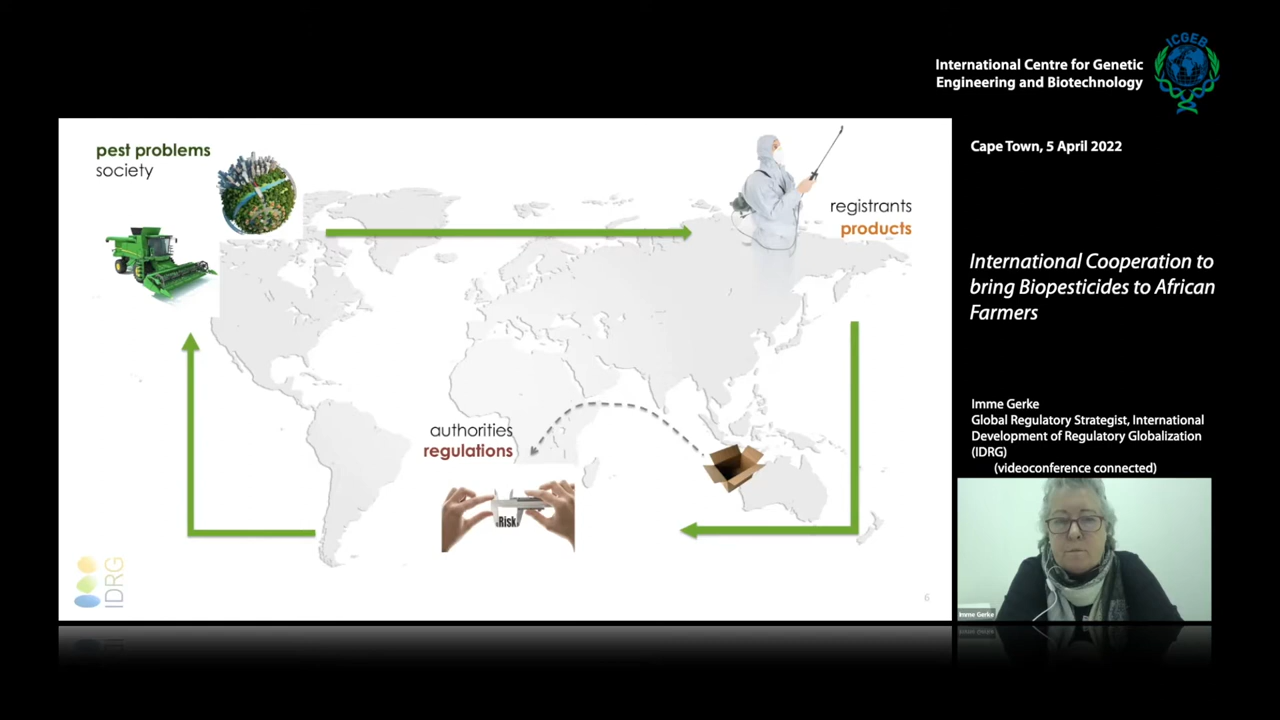 ICGEB
International Centre for Genetic
Engineering and Biotechnology
Cape Town, 5 April 2022
pest problems
society
registrants
products
authorities
regulations
Risk
IDRG
6
International Cooperation to
bring Biopesticides to African
Farmers
Imme Gerke
Global Regulatory Strategist, International
Development of Regulatory Globalization
(IDRG)
(videoconference connected)
Imme Gerke